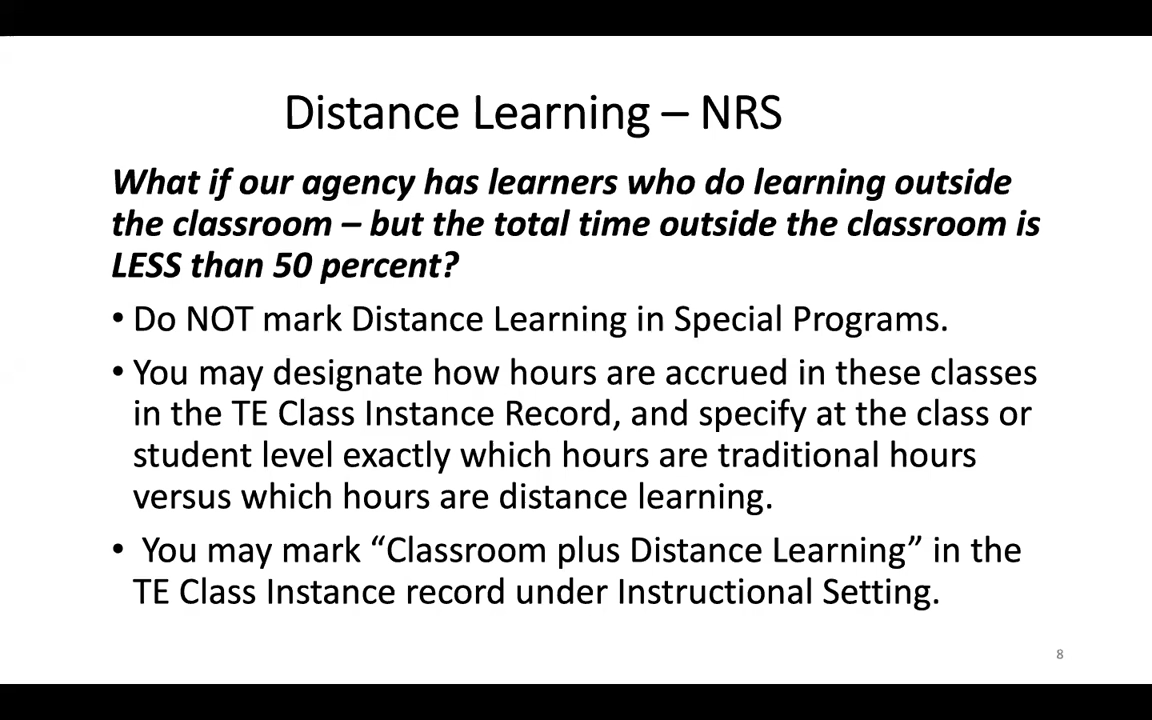 Distance Learning – NRS
What if our agency has learners who do learning outside
the classroom – but the total time outside the classroom is
LESS than 50 percent?
• Do NOT mark Distance Learning in Special Programs.
• You may designate how hours are accrued in these classes
in the TE Class Instance Record, and specify at the class or
student level exactly which hours are traditional hours
versus which hours are distance learning.
• You may mark “Classroom plus Distance Learning” in the
TE Class Instance record under Instructional Setting.
8